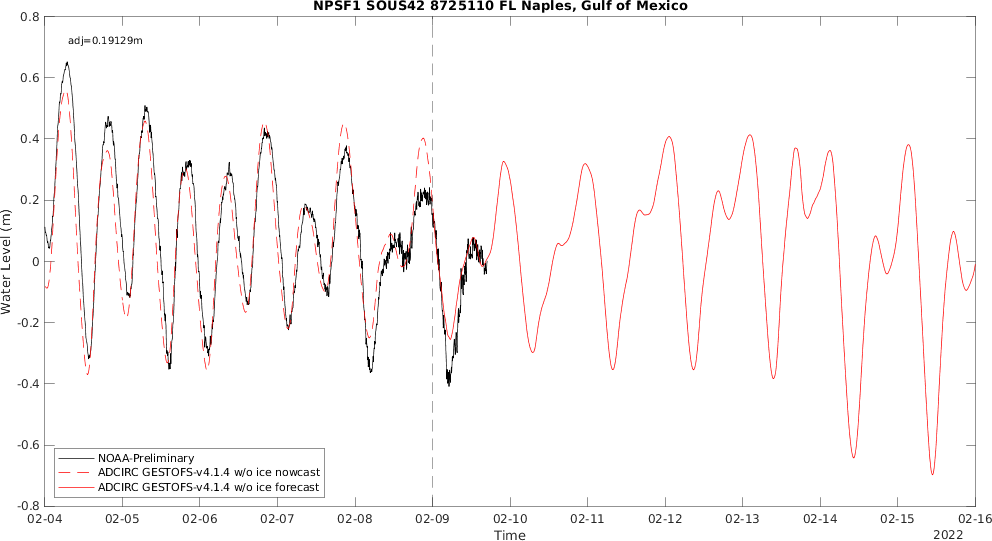 NPSF1 SOUS42 8725110 FL Naples, Gulf of Mexico
adj=0.19129m
0.8
0.6
0.4
0.2
0
-0.2
-0.4
-0.6
-0.8
Water Level (m)
NOAA-Preliminary
ADCIRC GESTOFS-v4.1.4 w/o ice nowcast
ADCIRC GESTOFS-v4.1.4 w/o ice forecast
02-04 02-05 02-06 02-07 02-08 02-09 02-10 02-11 02-12 02-13 02-14 02-15 02-16
Time
2022